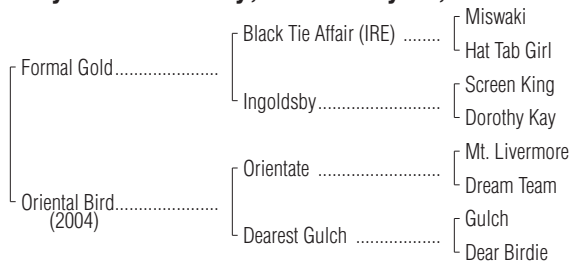 Black Tie Affair (IRE) ........
Miswaki
Hat Tab Girl
Formal Gold......................
Ingoldsby..........................
Screen King
Dorothy Kay
Oriental Bird......................
(2004)
Orientate ..........................
Mt. Livermore
Dream Team
Dearest Gulch ..................
Gulch
Dear Birdie